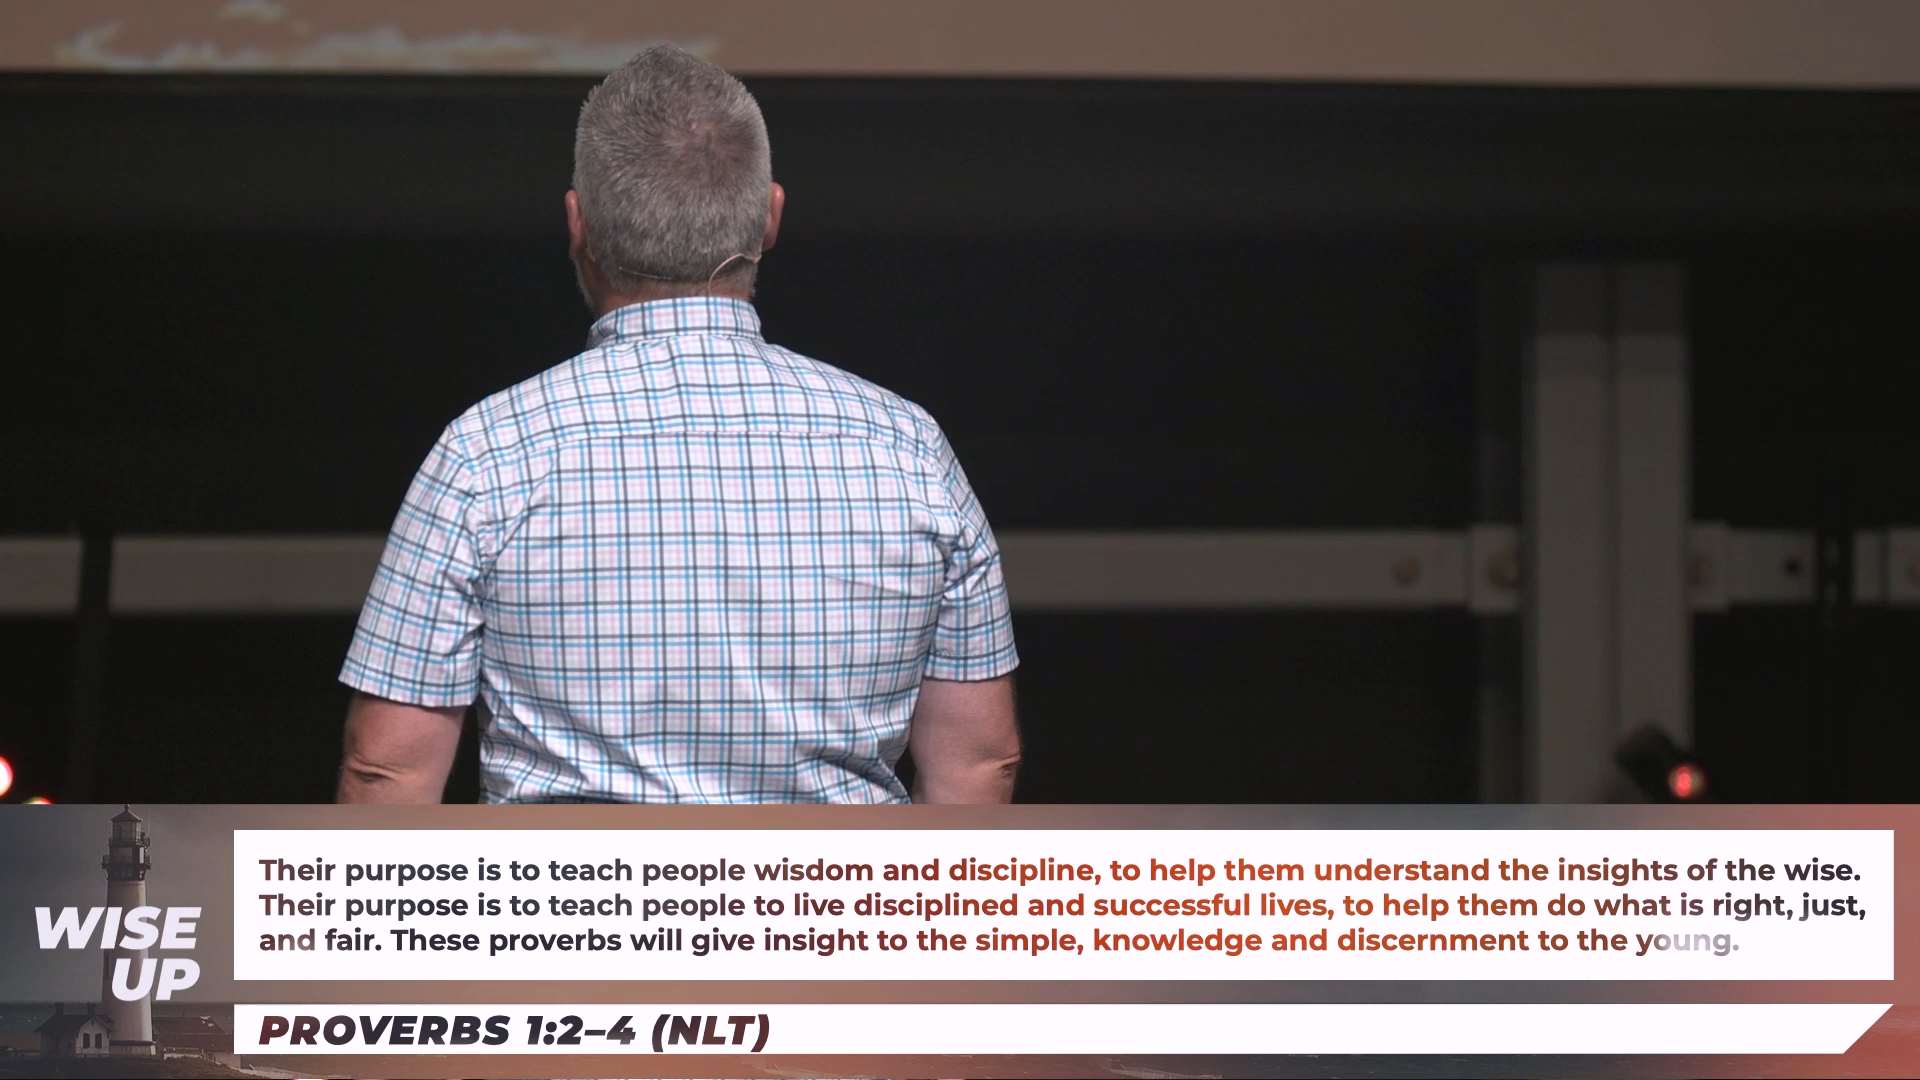 Their purpose is to teach people wisdom and discipline, to help them understand the insights of the wise.
Their purpose is to teach people to live disciplined and successful lives, to help them do what is right, just,
and fair. These proverbs will give insight to the simple, knowledge and discernment to the young.
WISE
UP
PROVERBS 1:2–4 (NLT)